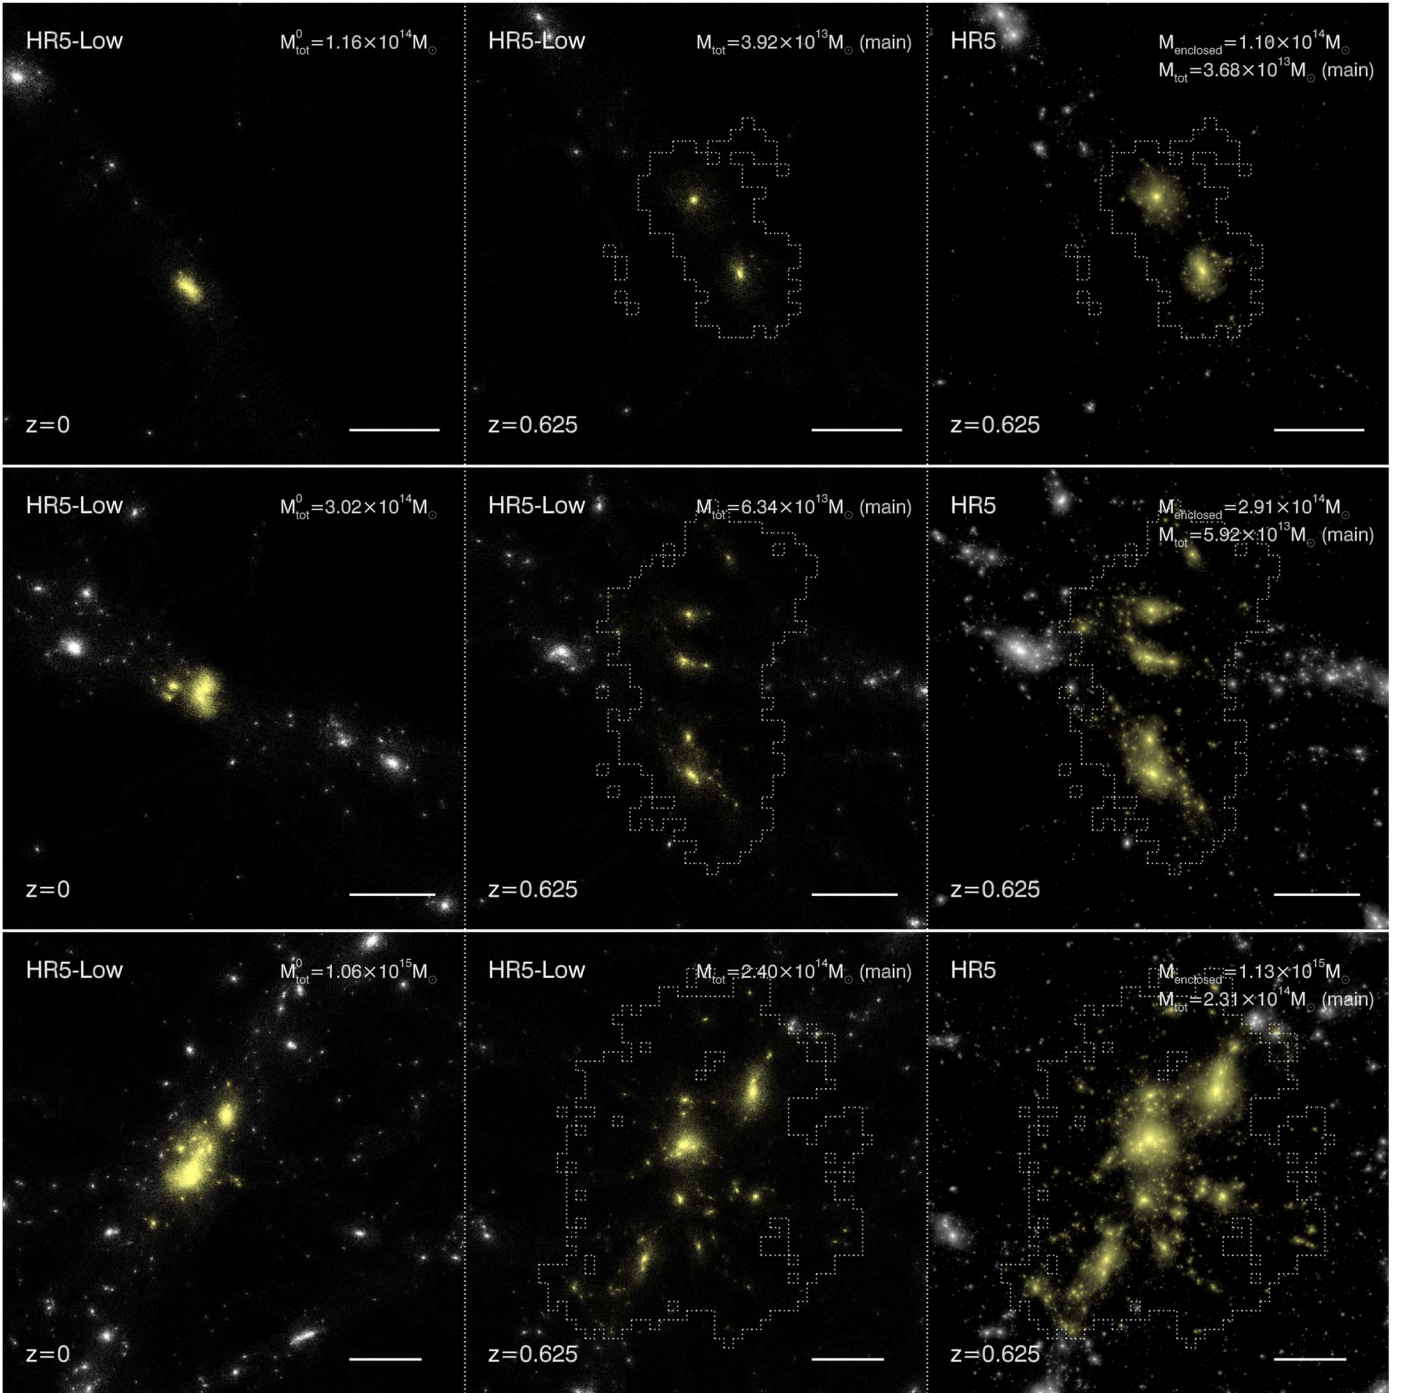 HR5-Low
M⁰tot=1.16×10¹⁴M⊙
z=0
HR5-Low
Mtot=3.92×10¹³M⊙ (main)
z=0.625
HR5
Menclosed=1.10×10¹⁴M⊙
Mtot=3.68×10¹³M⊙ (main)
z=0.625
HR5-Low
M⁰tot=3.02×10¹⁴M⊙
z=0
HR5-Low
Mtot=6.34×10¹³M⊙ (main)
z=0.625
HR5
Menclosed=2.91×10¹⁴M⊙
Mtot=5.92×10¹³M⊙ (main)
z=0.625
HR5-Low
M⁰tot=1.06×10¹⁵M⊙
z=0
HR5-Low
Mtot=2.40×10¹⁴M⊙ (main)
z=0.625
HR5
Menclosed=1.13×10¹⁵M⊙
Mtot=2.31×10¹⁴M⊙ (main)
z=0.625